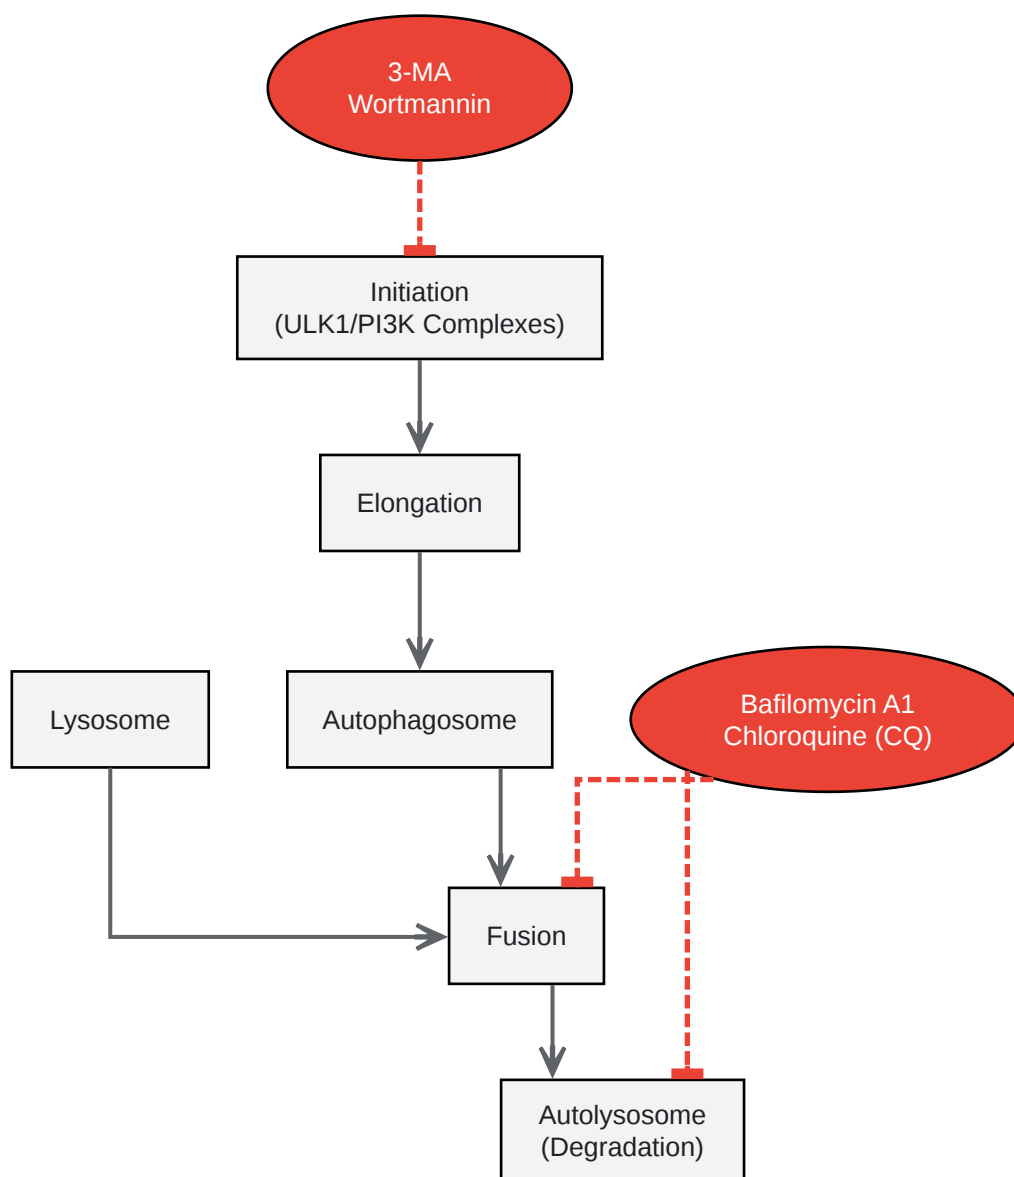 3-MA
Wortmannin
Initiation
(ULK1/PI3K Complexes)
Elongation
Lysosome
Autophagosome
Bafilomycin A1
Chloroquine (CQ)
Fusion
Autolysosome
(Degradation)